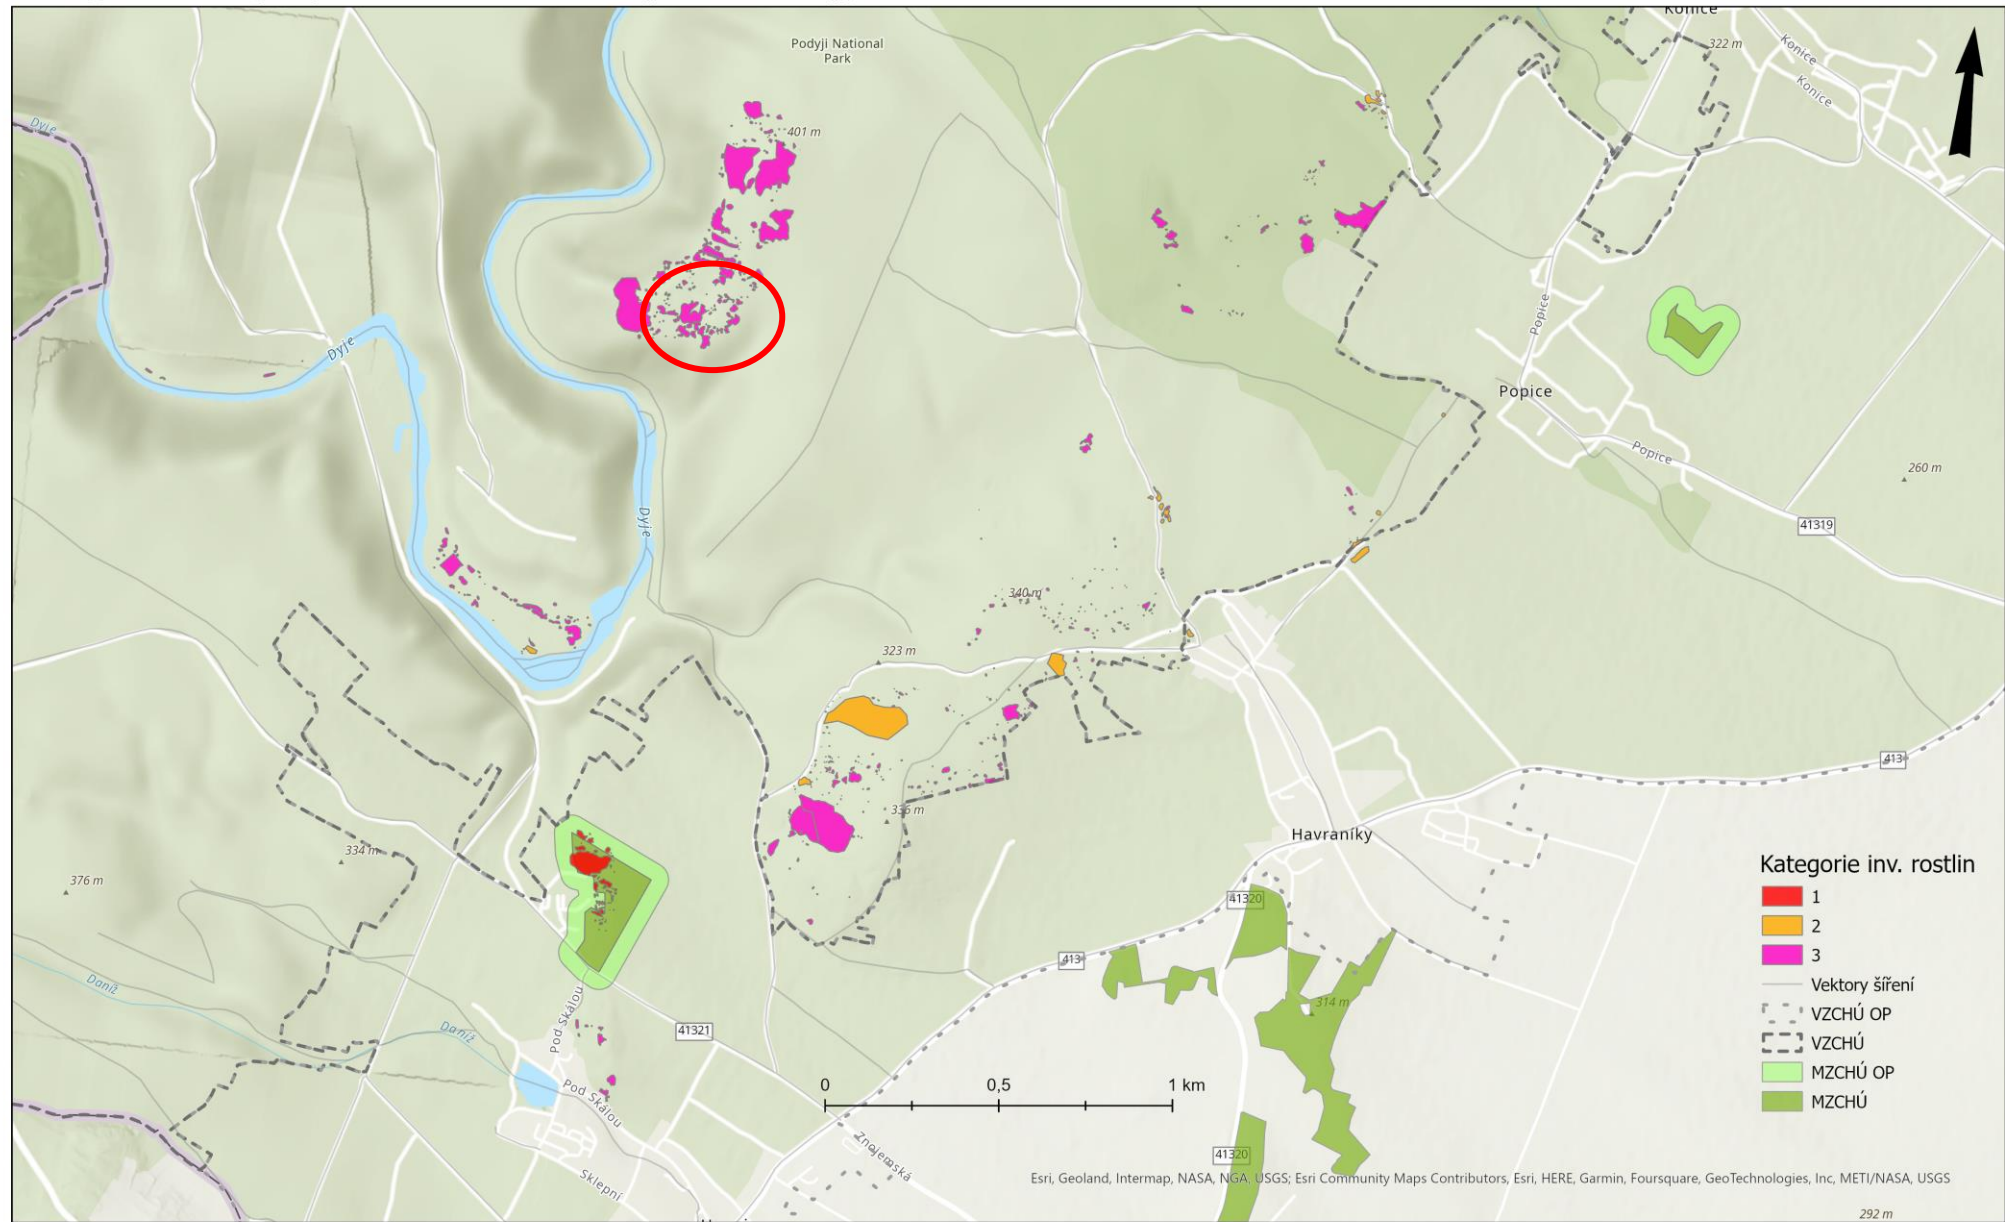 Konice
322 m
Konice
Konice
Podyji National
Park
401 m
Dyje
Dyje
Popice
Popice
Popice
260 m
41319
Dyje
340 m
323 m
413
336 m
Havraníky
334 m
376 m
41320
413
314 m
Daníž
Daníž
Pod Skálou
41321
Pod Skálou
Znojemská
Sklepní
41320
292 m
0
0,5
1 km
Kategorie inv. rostlin
1
2
3
Vektory šíření
VZCHÚ OP
VZCHÚ
MZCHÚ OP
MZCHÚ
Esri, Geoland, Intermap, NASA, NGA, USGS; Esri Community Maps Contributors, Esri, HERE, Garmin, Foursquare, GeoTechnologies, Inc, METI/NASA, USGS